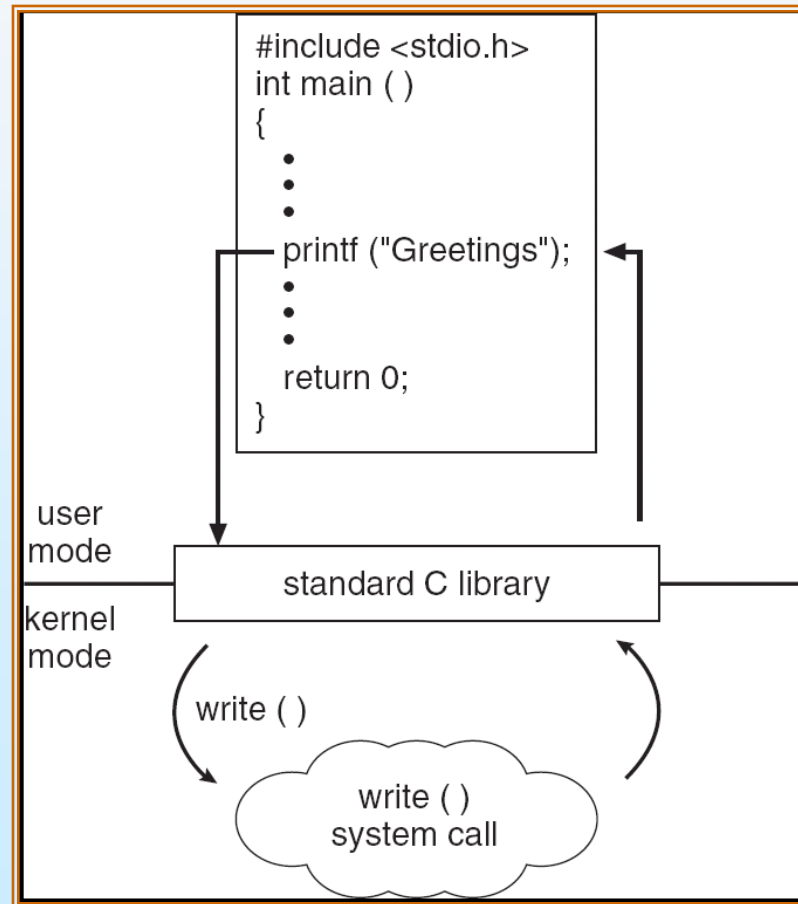 #include <stdio.h>
int main ( )
{
•
•
•
printf ("Greetings");
•
•
•
return 0;
}
user
mode
standard C library
kernel
mode
write ( )
write ( )
system call